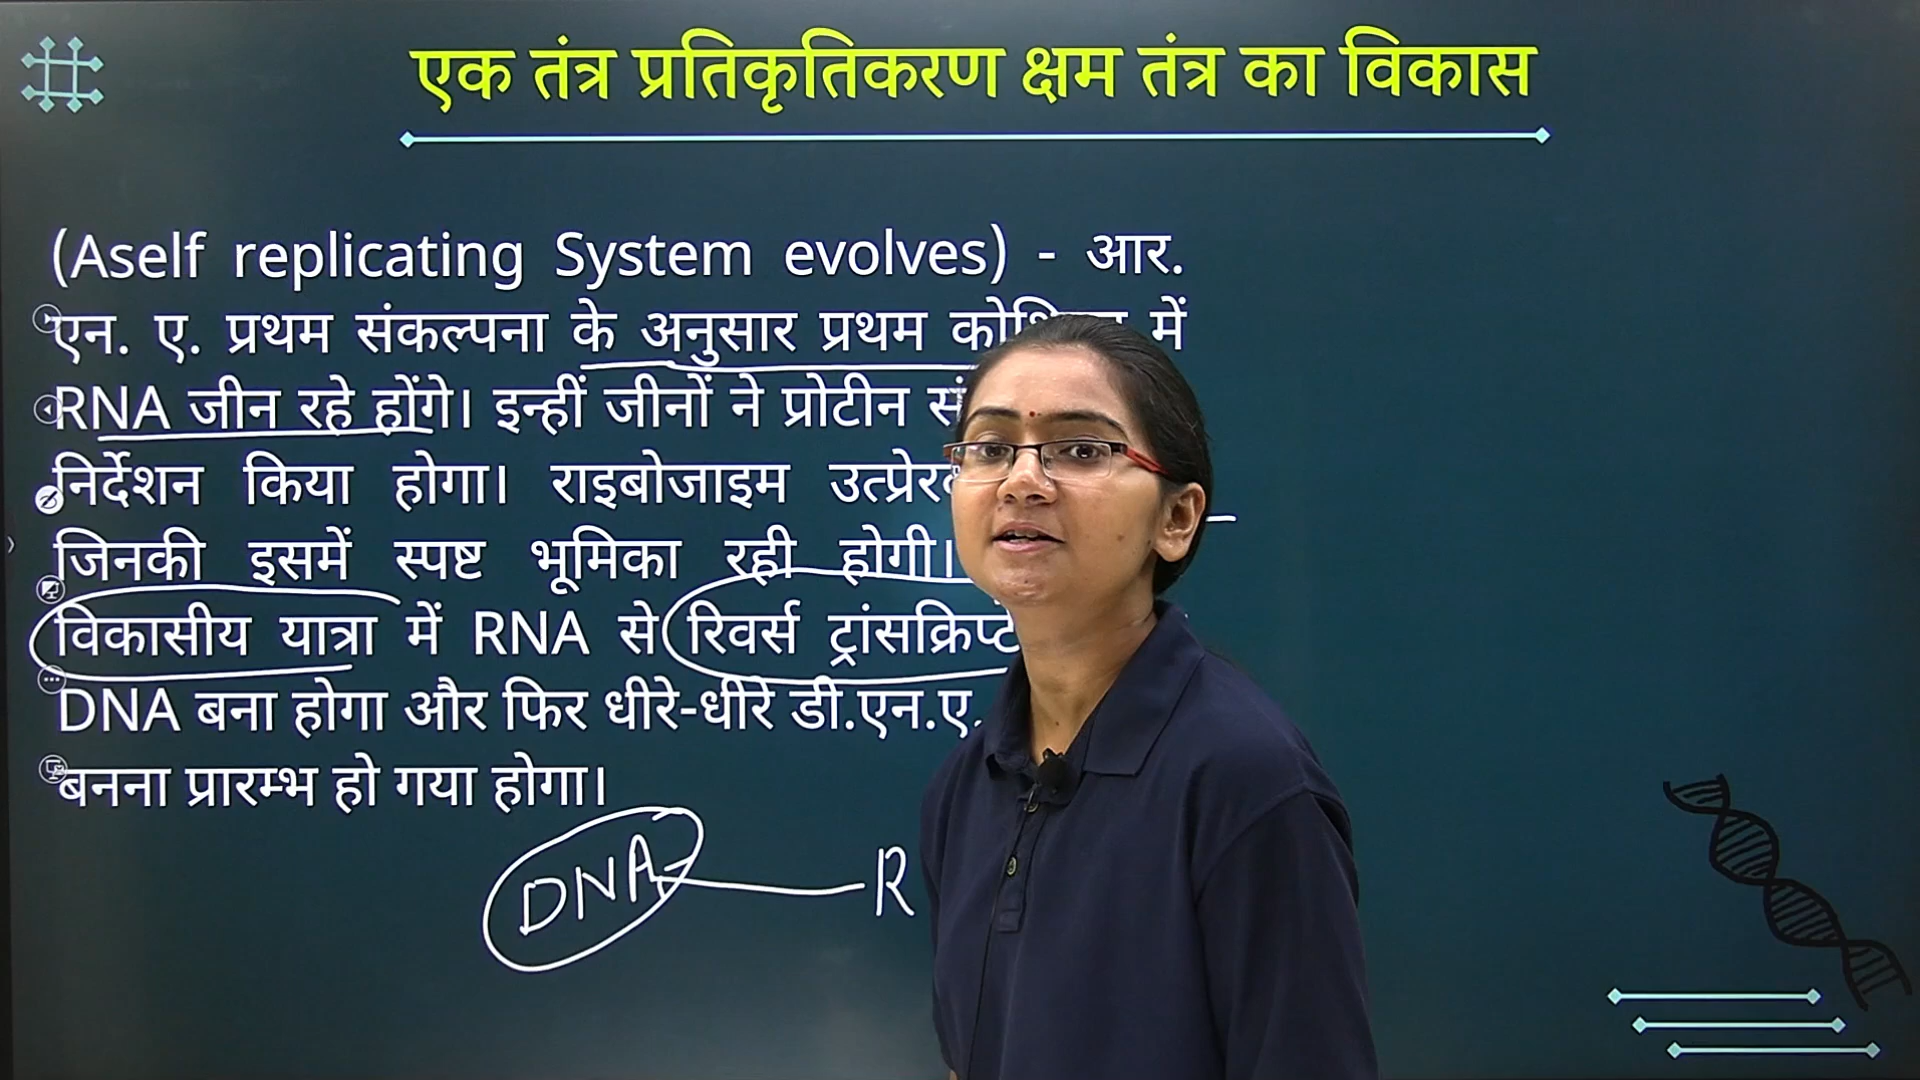 एक तंत्र प्रतिकृतिकरण क्षम तंत्र का विकास
(Aself replicating System evolves) - आर.
एन. ए. प्रथम संकल्पना के अनुसार प्रथम में
RNA जीन रहे होंगे। इन्हीं जीनों ने प्रोटीन
निर्देशन किया होगा। राइबोजाइम
जिनकी इसमें स्पष्ट भूमिका रही होगी।
विकासीय यात्रा में RNA से रिवर्स
DNA बना होगा और फिर धीरे-धीरे डी.एन.ए.
बनना प्रारम्भ हो गया होगा।
DNA R